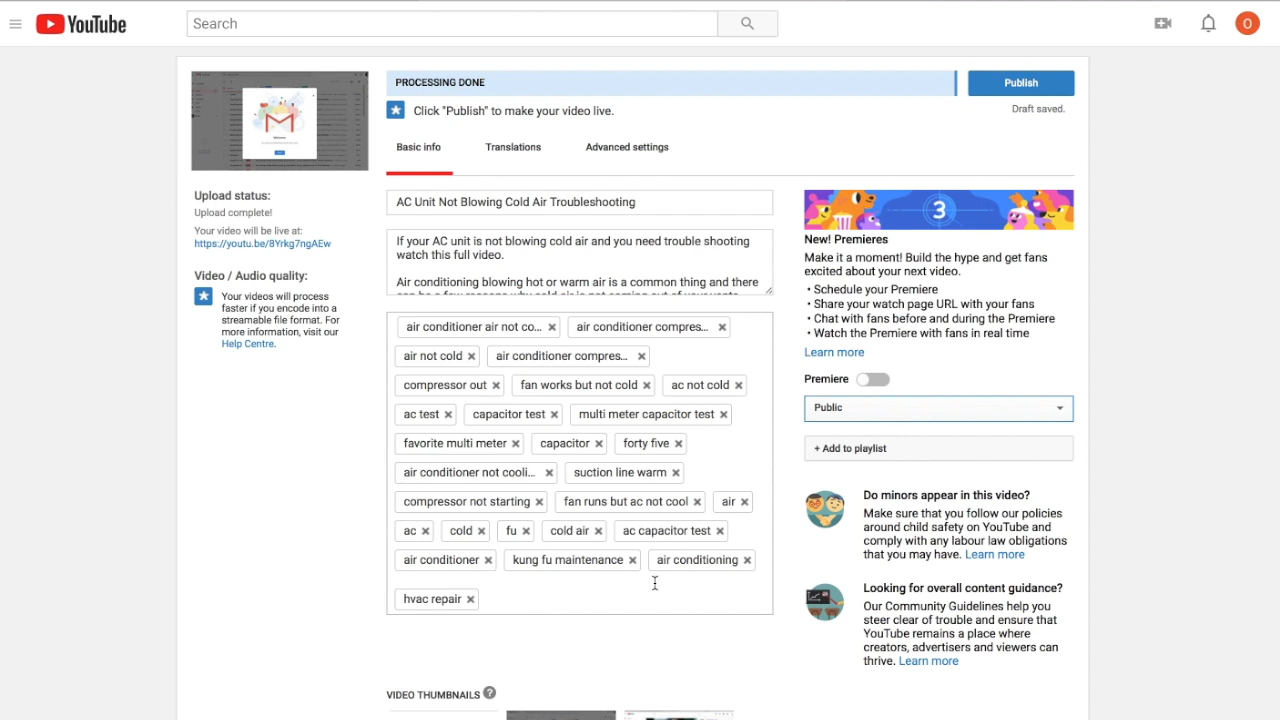 YouTube
Search
O
PROCESSING DONE
Publish
Click "Publish" to make your video live.
Draft saved.
Basic info
Translations
Advanced settings
Upload status:
Upload complete!
Your video will be live at:
https://youtu.be/8Yrkg7ngAEw
Video / Audio quality:
Your videos will process
faster if you encode into a
streamable file format. For
more information, visit our
Help Centre.
AC Unit Not Blowing Cold Air Troubleshooting
If your AC unit is not blowing cold air and you need trouble shooting
watch this full video.
Air conditioning blowing hot or warm air is a common thing and there
can be a few reasons why cold air is not coming out of your vents
air conditioner air not co... × air conditioner compres... ×
air not cold × air conditioner compres... ×
compressor out × fan works but not cold × ac not cold ×
ac test × capacitor test × multi meter capacitor test ×
favorite multi meter × capacitor × forty five ×
air conditioner not cooli... × suction line warm ×
compressor not starting × fan runs but ac not cool × air ×
ac × cold × fu × cold air × ac capacitor test ×
air conditioner × kung fu maintenance × air conditioning ×
hvac repair ×
VIDEO THUMBNAILS ?
3
New! Premieres
Make it a moment! Build the hype and get fans
excited about your next video.
• Schedule your Premiere
• Share your watch page URL with your fans
• Chat with fans before and during the Premiere
• Watch the Premiere with fans in real time
Learn more
Premiere
Public
+ Add to playlist
Do minors appear in this video?
Make sure that you follow our policies
around child safety on YouTube and
comply with any labour law obligations
that you may have. Learn more
Looking for overall content guidance?
Our Community Guidelines help you
steer clear of trouble and ensure that
YouTube remains a place where
creators, advertisers and viewers can
thrive. Learn more